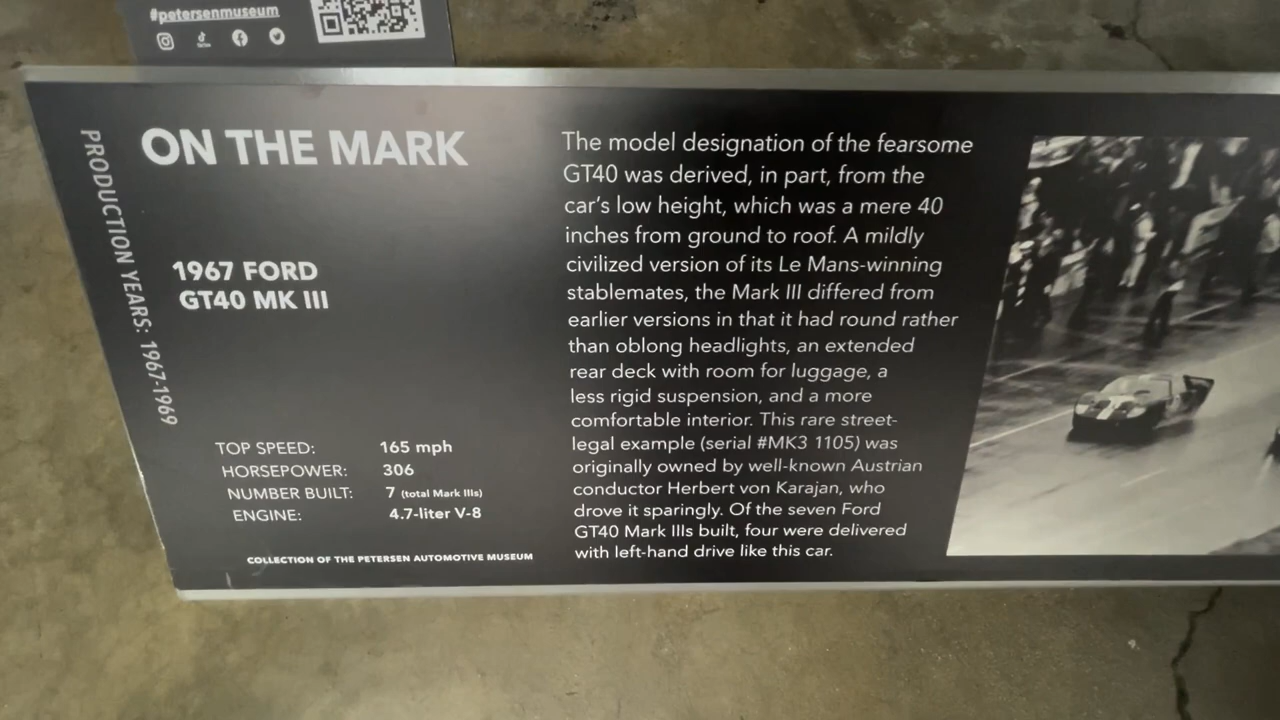 #petersenmuseum
ON THE MARK
PRODUCTION YEARS: 1967-1969
1967 FORD
GT40 MK III
TOP SPEED: 165 mph
HORSEPOWER: 306
NUMBER BUILT: 7 (total Mark IIIs)
ENGINE: 4.7-liter V-8
COLLECTION OF THE PETERSEN AUTOMOTIVE MUSEUM
The model designation of the fearsome
GT40 was derived, in part, from the
car's low height, which was a mere 40
inches from ground to roof. A mildly
civilized version of its Le Mans-winning
stablemates, the Mark III differed from
earlier versions in that it had round rather
than oblong headlights, an extended
rear deck with room for luggage, a
less rigid suspension, and a more
comfortable interior. This rare street-
legal example (serial #MK3 1105) was
originally owned by well-known Austrian
conductor Herbert von Karajan, who
drove it sparingly. Of the seven Ford
GT40 Mark IIIs built, four were delivered
with left-hand drive like this car.